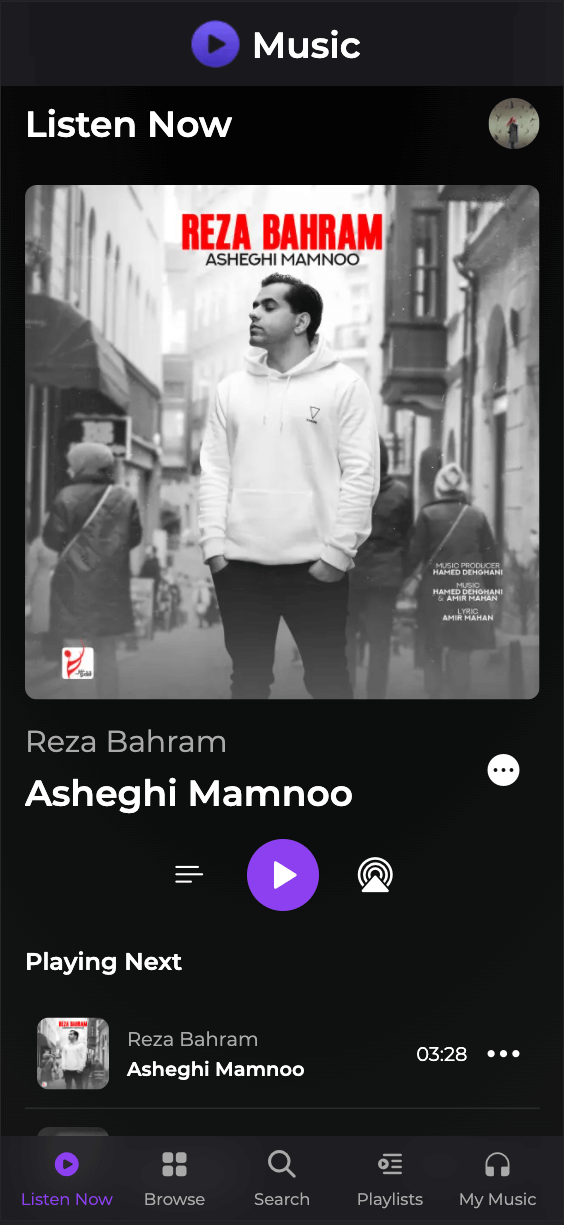 Music
Listen Now
REZA BAHRAM
ASHEGHI MAMNOO
MUSIC PRODUCER
HAMED DEHGHANI
MUSIC
HAMED DEHGHANI
& AMIR MAHAN
LYRIC
AMIR MAHAN
Reza Bahram
Asheghi Mamnoo
Playing Next
Reza Bahram
Asheghi Mamnoo
03:28
Listen Now
Browse
Search
Playlists
My Music